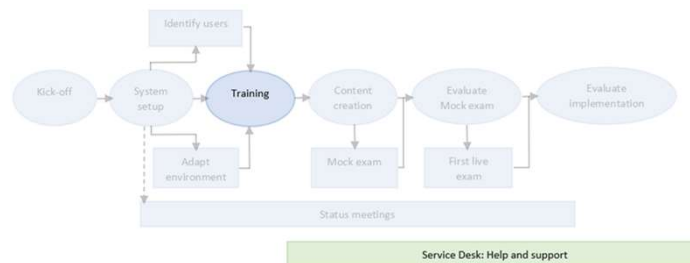 Identify users
Kick-off
System
setup
Training
Content
creation
Evaluate
Mock exam
Evaluate
implementation
Adapt
environment
Mock exam
First live
exam
Status meetings
Service Desk: Help and support